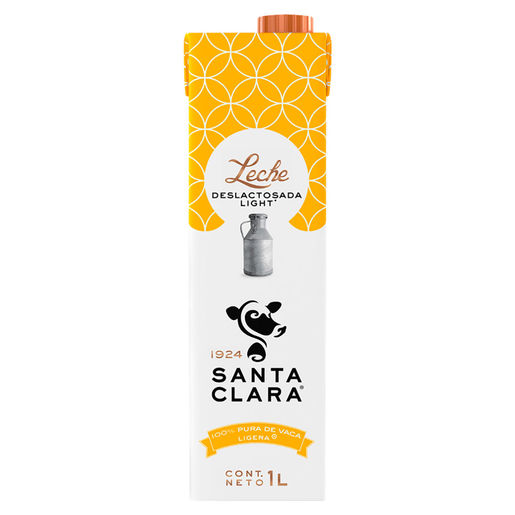 Leche
DESLACTOSADA
LIGHT*
1924
SANTA
CLARA®
100% PURA DE VACA
LIGERA
CONT.
NETO 1L